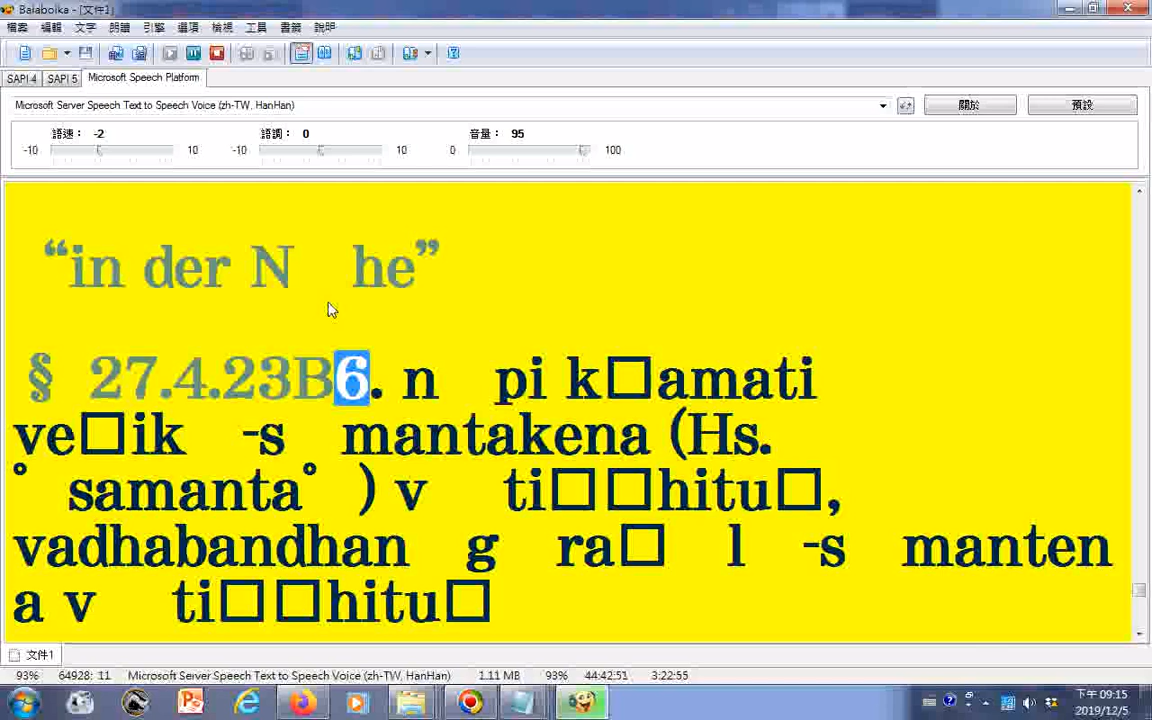 Balabolka - [文件1]
檔案 編輯 文字 朗讀 引擎 選項 檢視 工具 書籤 說明
SAPI 4 SAPI 5 Microsoft Speech Platform
Microsoft Server Speech Text to Speech Voice (zh-TW, HanHan) 關於 預設
語速： -2 語調： 0 音量： 95
-10 10 -10 10 0 100
“in der N he”
§ 27.4.23B6. n pi k□amati
ve□ik -s mantakena (Hs.
° samanta° ) v ti□□hitu□,
vadhabandhan g ra□ l -s manten
a v ti□□hitu□
文件1
93% 64928: 11 Microsoft Server Speech Text to Speech Voice (zh-TW, HanHan) 1.11 MB 93% 44:42:51 3:22:55
下午 09:15
2019/12/5